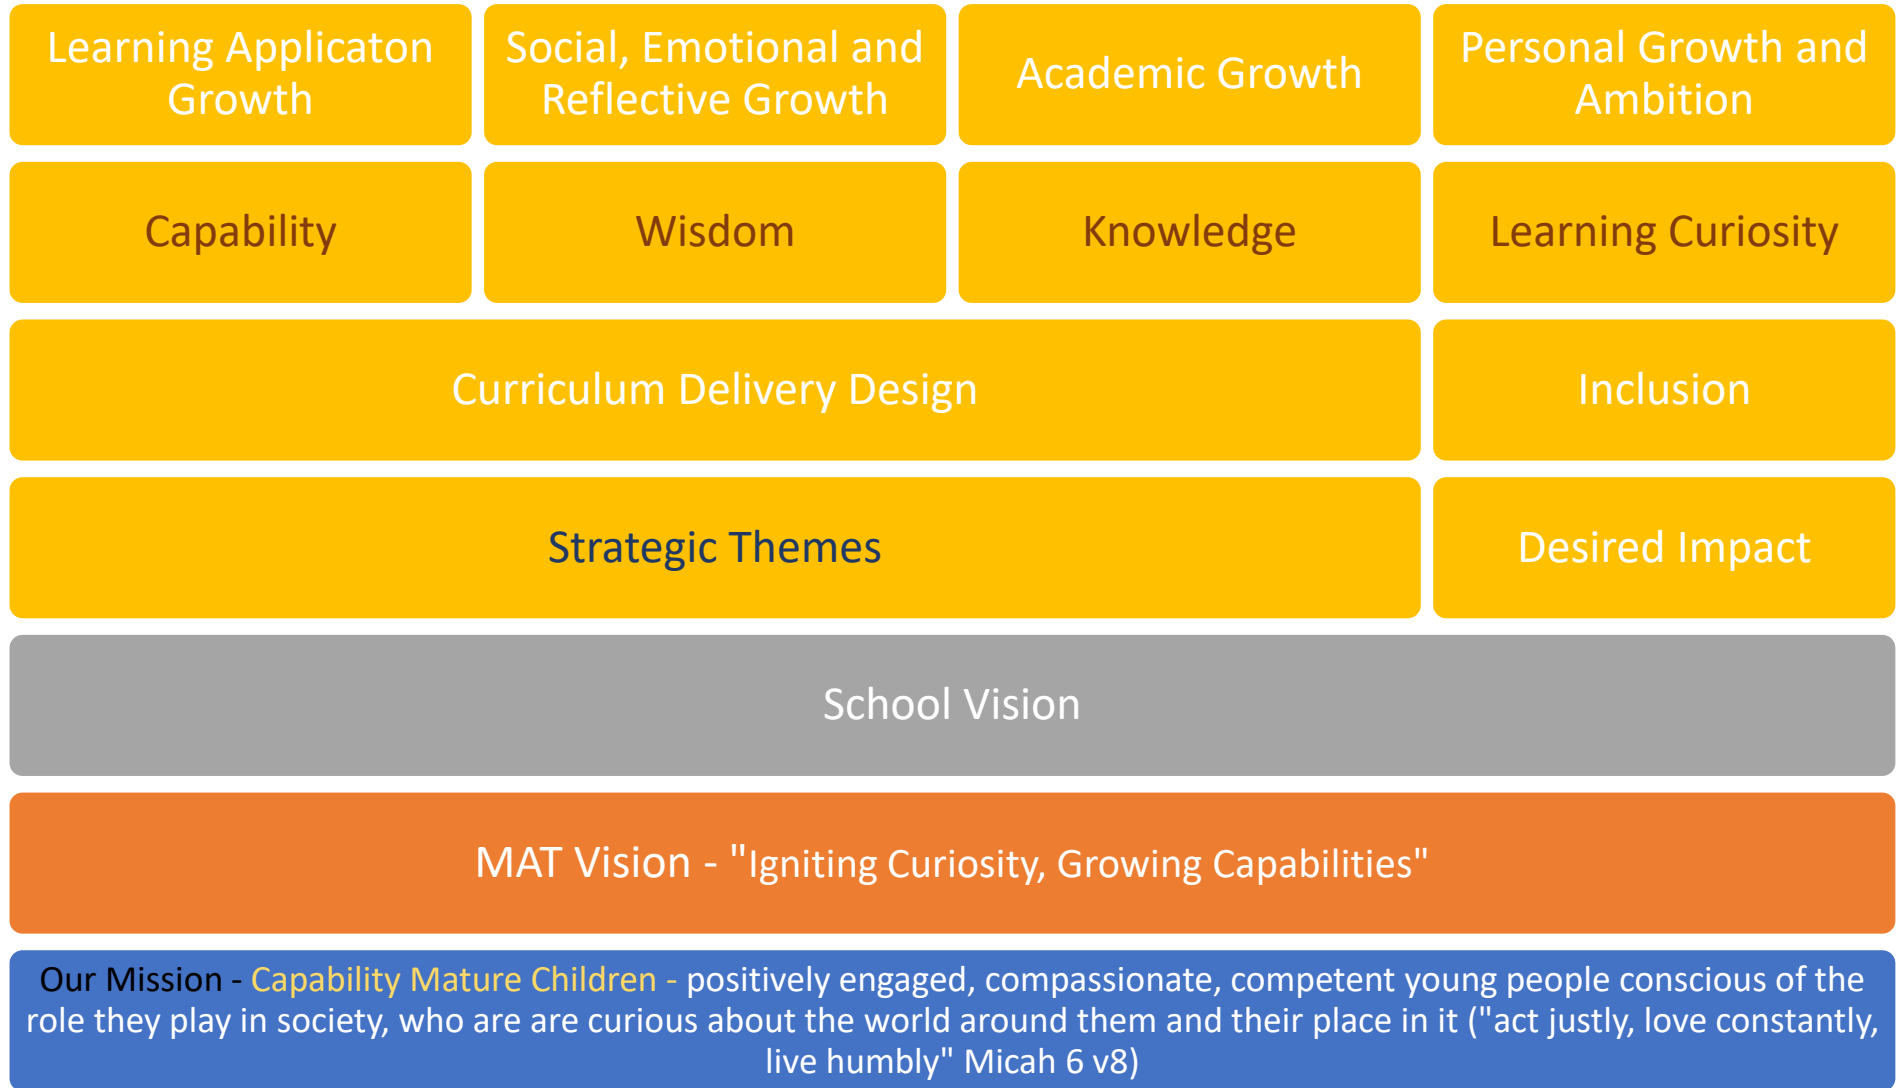 Learning Applicaton
Growth
Social, Emotional and
Reflective Growth
Academic Growth
Personal Growth and
Ambition
Capability
Wisdom
Knowledge
Learning Curiosity
Curriculum Delivery Design
Inclusion
Strategic Themes
Desired Impact
School Vision
MAT Vision - "Igniting Curiosity, Growing Capabilities"
Our Mission - Capability Mature Children - positively engaged, compassionate, competent young people conscious of the
role they play in society, who are are curious about the world around them and their place in it ("act justly, love constantly,
live humbly" Micah 6 v8)